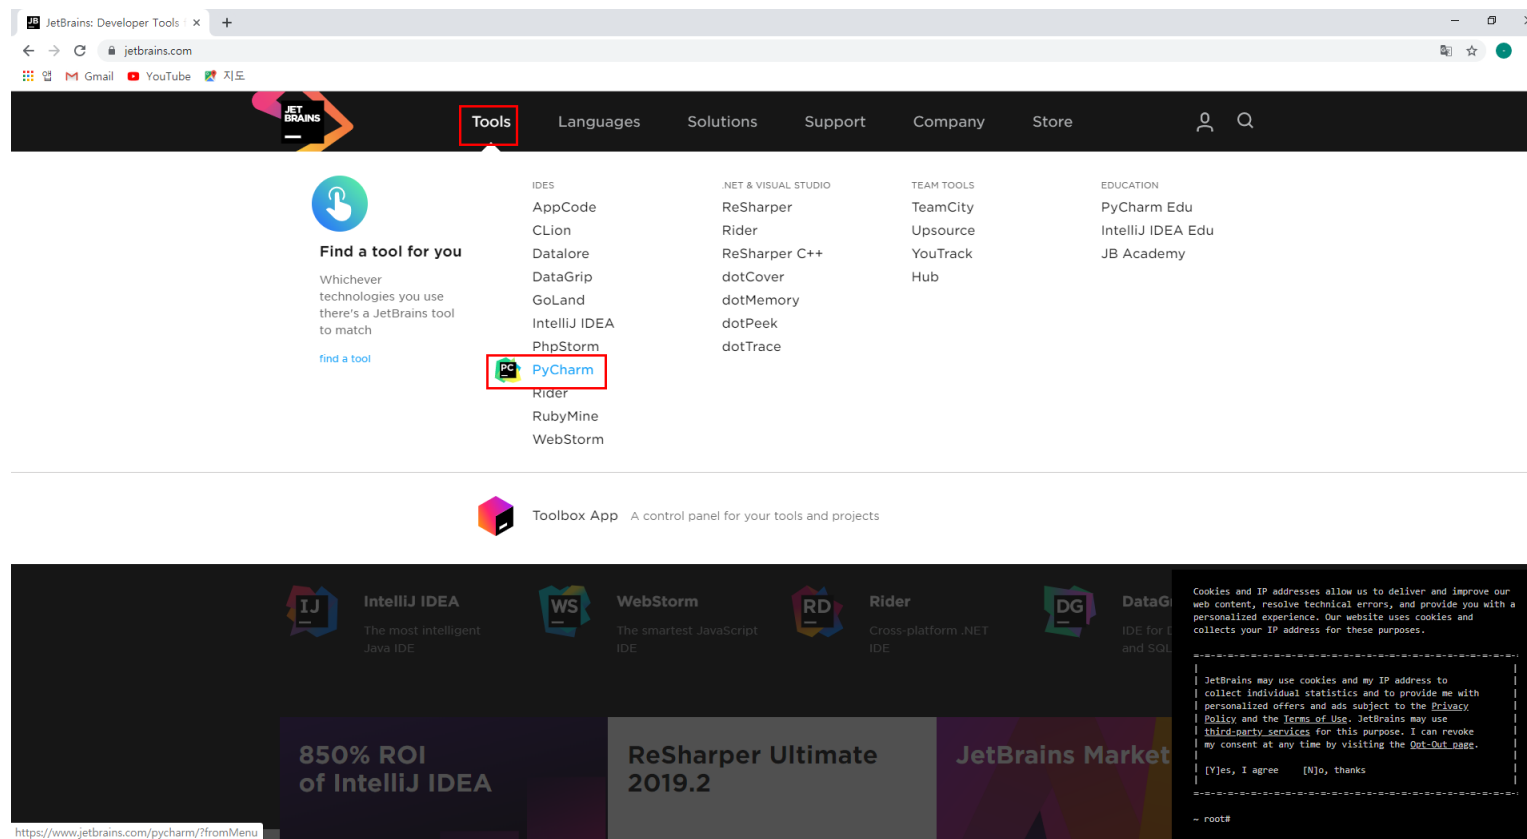 JetBrains: Developer Tools
jetbrains.com
앱 Gmail YouTube 지도
JET
BRAINS
Tools Languages Solutions Support Company Store
Find a tool for you
Whichever
technologies you use
there's a JetBrains tool
to match
find a tool
IDES
AppCode
CLion
Datalore
DataGrip
GoLand
IntelliJ IDEA
PhpStorm
PC PyCharm
Rider
RubyMine
WebStorm
.NET & VISUAL STUDIO
ReSharper
Rider
ReSharper C++
dotCover
dotMemory
dotPeek
dotTrace
TEAM TOOLS
TeamCity
Upsource
YouTrack
Hub
EDUCATION
PyCharm Edu
IntelliJ IDEA Edu
JB Academy
Toolbox App A control panel for your tools and projects
IJ
IntelliJ IDEA
The most intelligent
Java IDE
WS
WebStorm
The smartest JavaScript
IDE
RD
Rider
Cross-platform .NET
IDE
DG
DataG
IDE for
and SQL
850% ROI
of IntelliJ IDEA
ReSharper Ultimate
2019.2
JetBrains Market
Cookies and IP addresses allow us to deliver and improve our
web content, resolve technical errors, and provide you with a
personalized experience. Our website uses cookies and
collects your IP address for these purposes.
JetBrains may use cookies and my IP address to
collect individual statistics and to provide me with
personalized offers and ads subject to the Privacy
Policy and the Terms of Use. JetBrains may use
third-party services for this purpose. I can revoke
my consent at any time by visiting the Opt-Out page.
[Y]es, I agree [N]o, thanks
~ root#
https://www.jetbrains.com/pycharm/?fromMenu